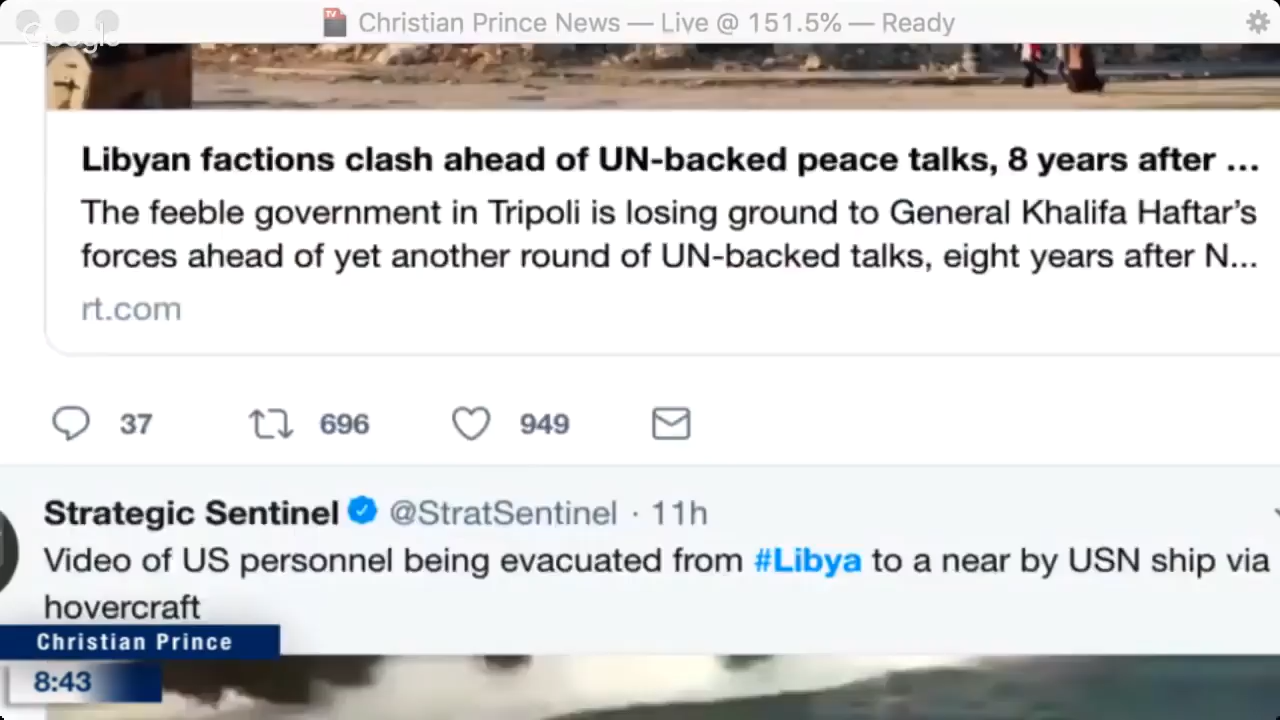 Christian Prince News — Live @ 151.5% — Ready
Google
Libyan factions clash ahead of UN-backed peace talks, 8 years after ...
The feeble government in Tripoli is losing ground to General Khalifa Haftar's
forces ahead of yet another round of UN-backed talks, eight years after N...
rt.com
37 696 949
Strategic Sentinel @StratSentinel · 11h
Video of US personnel being evacuated from #Libya to a near by USN ship via
hovercraft
Christian Prince
8:43